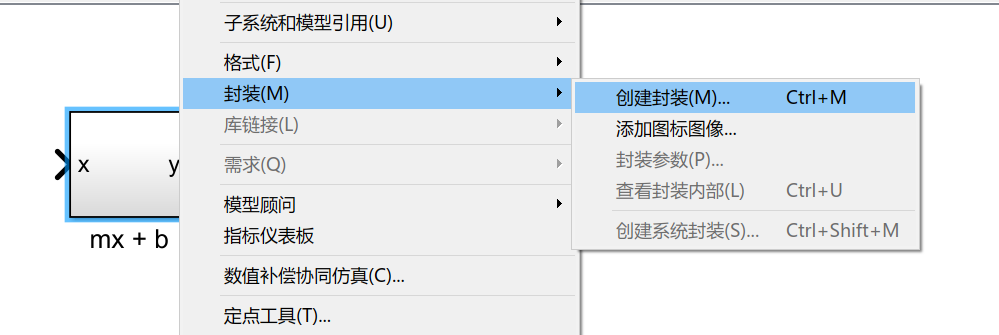 子系统和模型引用(U)
格式(F)
封装(M)
库链接(L)
需求(Q)
模型顾问
指标仪表板
数值补偿协同仿真(C)...
定点工具(T)...
创建封装(M)... Ctrl+M
添加图标图像...
封装参数(P)...
查看封装内部(L) Ctrl+U
创建系统封装(S)... Ctrl+Shift+M
x y
mx + b